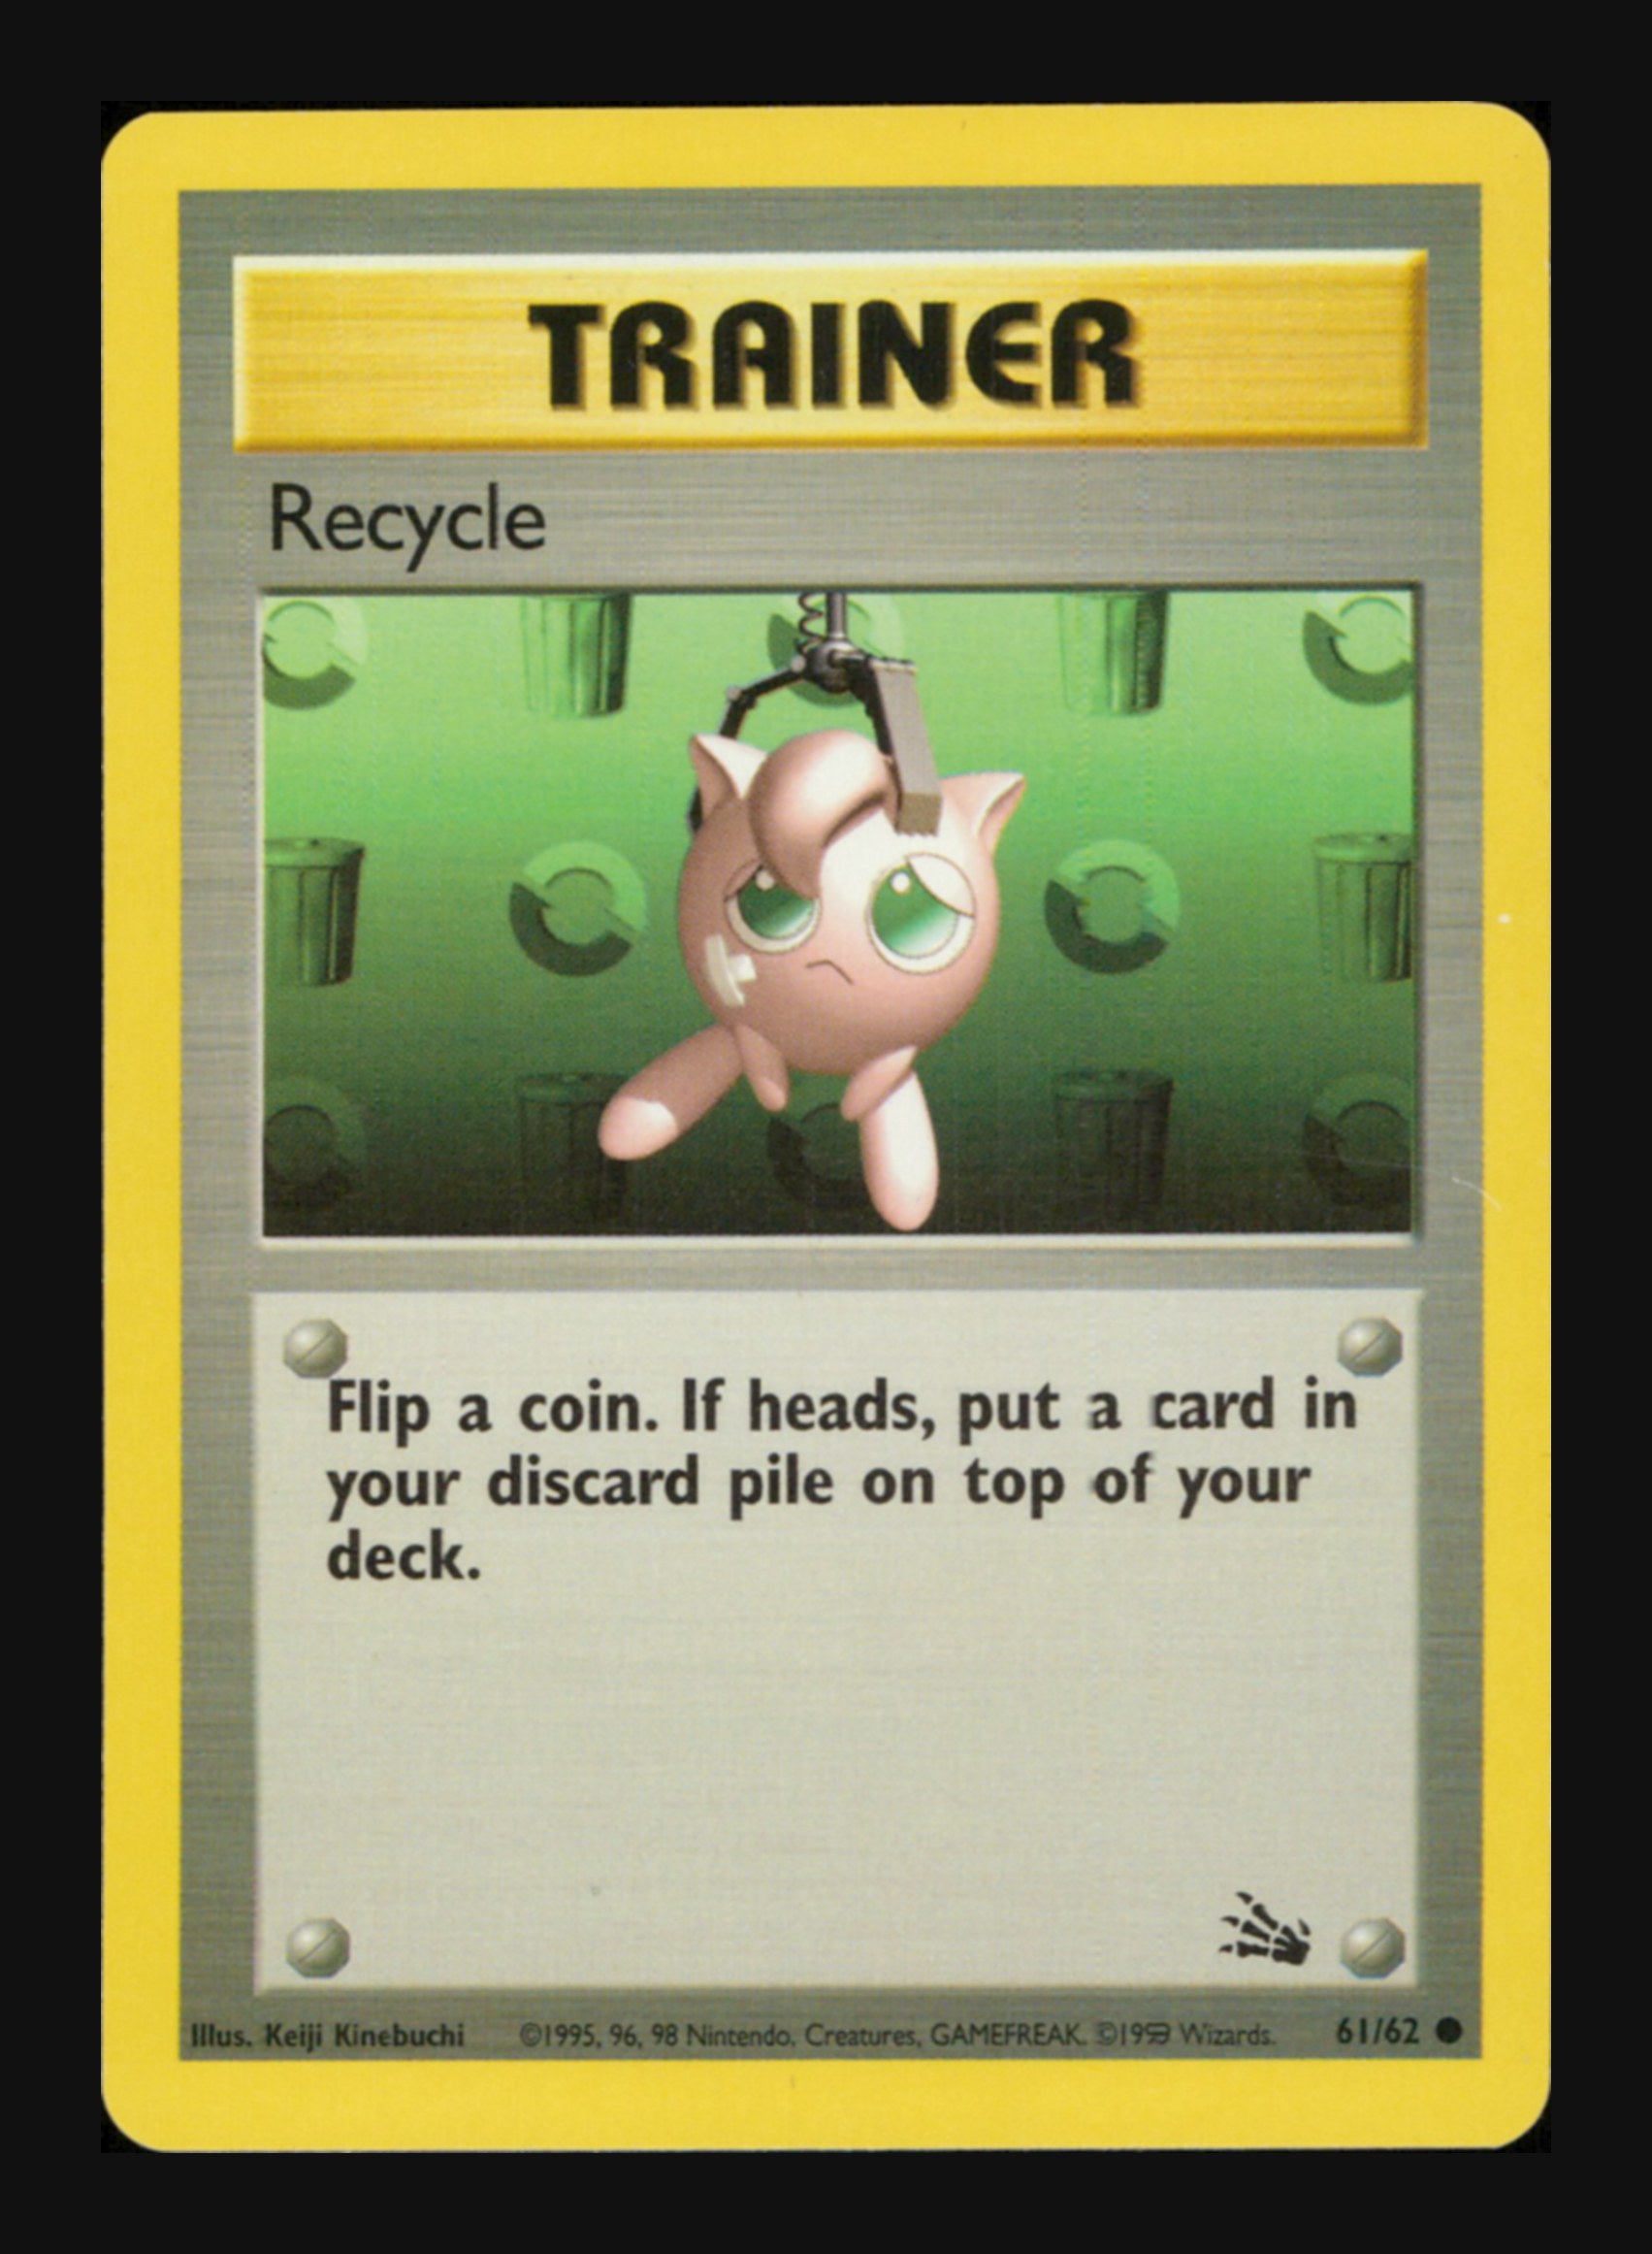 TRAINER
Recycle
Flip a coin. If heads, put a card in
your discard pile on top of your
deck.
Illus. Keiji Kinebuchi ©1995, 96, 98 Nintendo, Creatures, GAMEFREAK. ©1999 Wizards. 61/62